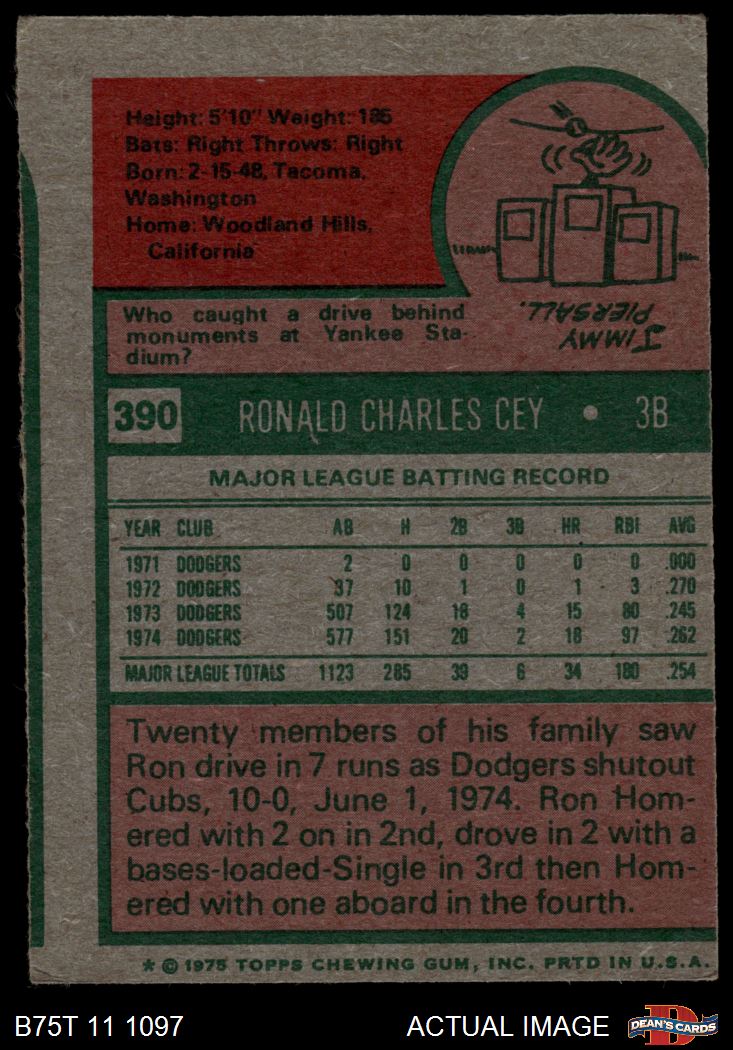 Height: 5'10" Weight: 185
Bats: Right Throws: Right
Born: 2-15-48, Tacoma,
Washington
Home: Woodland Hills,
California
Who caught a drive behind
monuments at Yankee Sta-
dium?
JIMMY
PIERSALL.
390 RONALD CHARLES CEY • 3B
MAJOR LEAGUE BATTING RECORD
YEAR CLUB AB H 2B 3B HR RBI AVG
1971 DODGERS 2 0 0 0 0 0 .000
1972 DODGERS 37 10 1 0 1 3 .270
1973 DODGERS 507 124 18 4 15 80 .245
1974 DODGERS 577 151 20 2 18 97 .262
MAJOR LEAGUE TOTALS 1123 285 39 6 34 180 .254
Twenty members of his family saw
Ron drive in 7 runs as Dodgers shutout
Cubs, 10-0, June 1, 1974. Ron Hom-
ered with 2 on in 2nd, drove in 2 with a
bases-loaded-Single in 3rd then Hom-
ered with one aboard in the fourth.
* © 1975 TOPPS CHEWING GUM, INC. PRTD IN U.S.A.
B75T 11 1097 ACTUAL IMAGE D DEAN'S CARDS